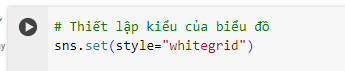 # Thiết lập kiểu của biểu đồ
sns.set(style="whitegrid")